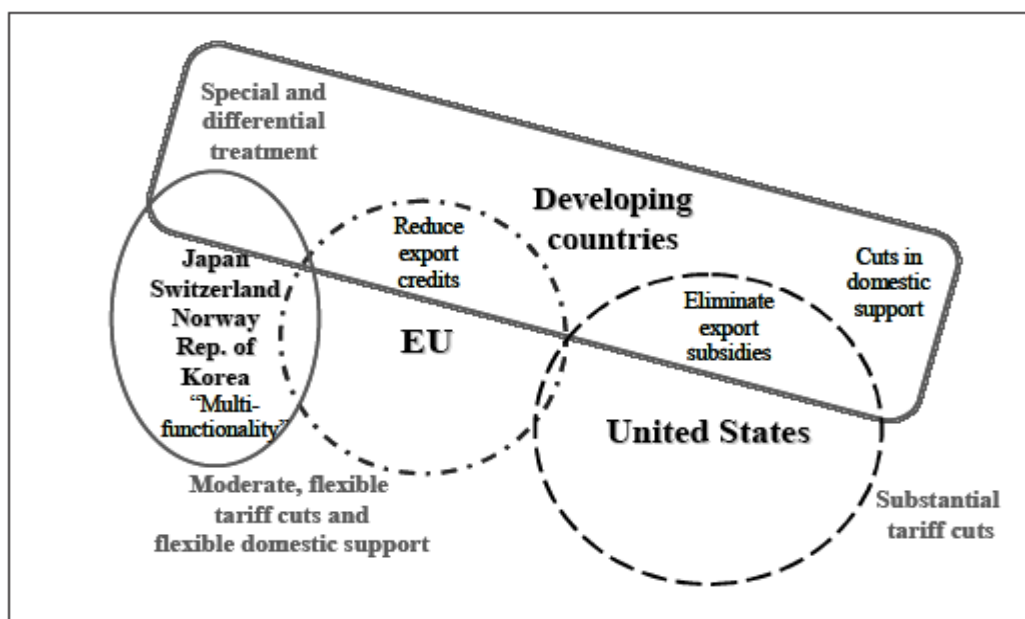 Special and
differential
treatment
Developing
countries
Reduce
export
credits
Cuts in
domestic
support
Japan
Switzerland
Norway
Rep. of
Korea
“Multi-
functionality”
EU
Eliminate
export
subsidies
United States
Moderate, flexible
tariff cuts and
flexible domestic support
Substantial
tariff cuts